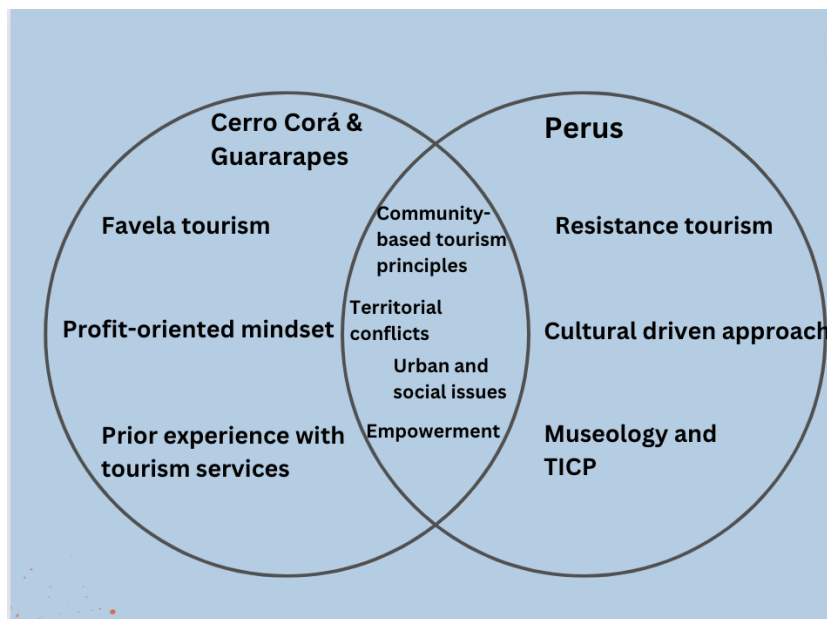 Cerro Corá &
Guararapes
Favela tourism
Profit-oriented mindset
Prior experience with
tourism services
Community-
based tourism
principles
Territorial
conflicts
Urban and
social issues
Empowerment
Perus
Resistance tourism
Cultural driven approach
Museology and
TICP